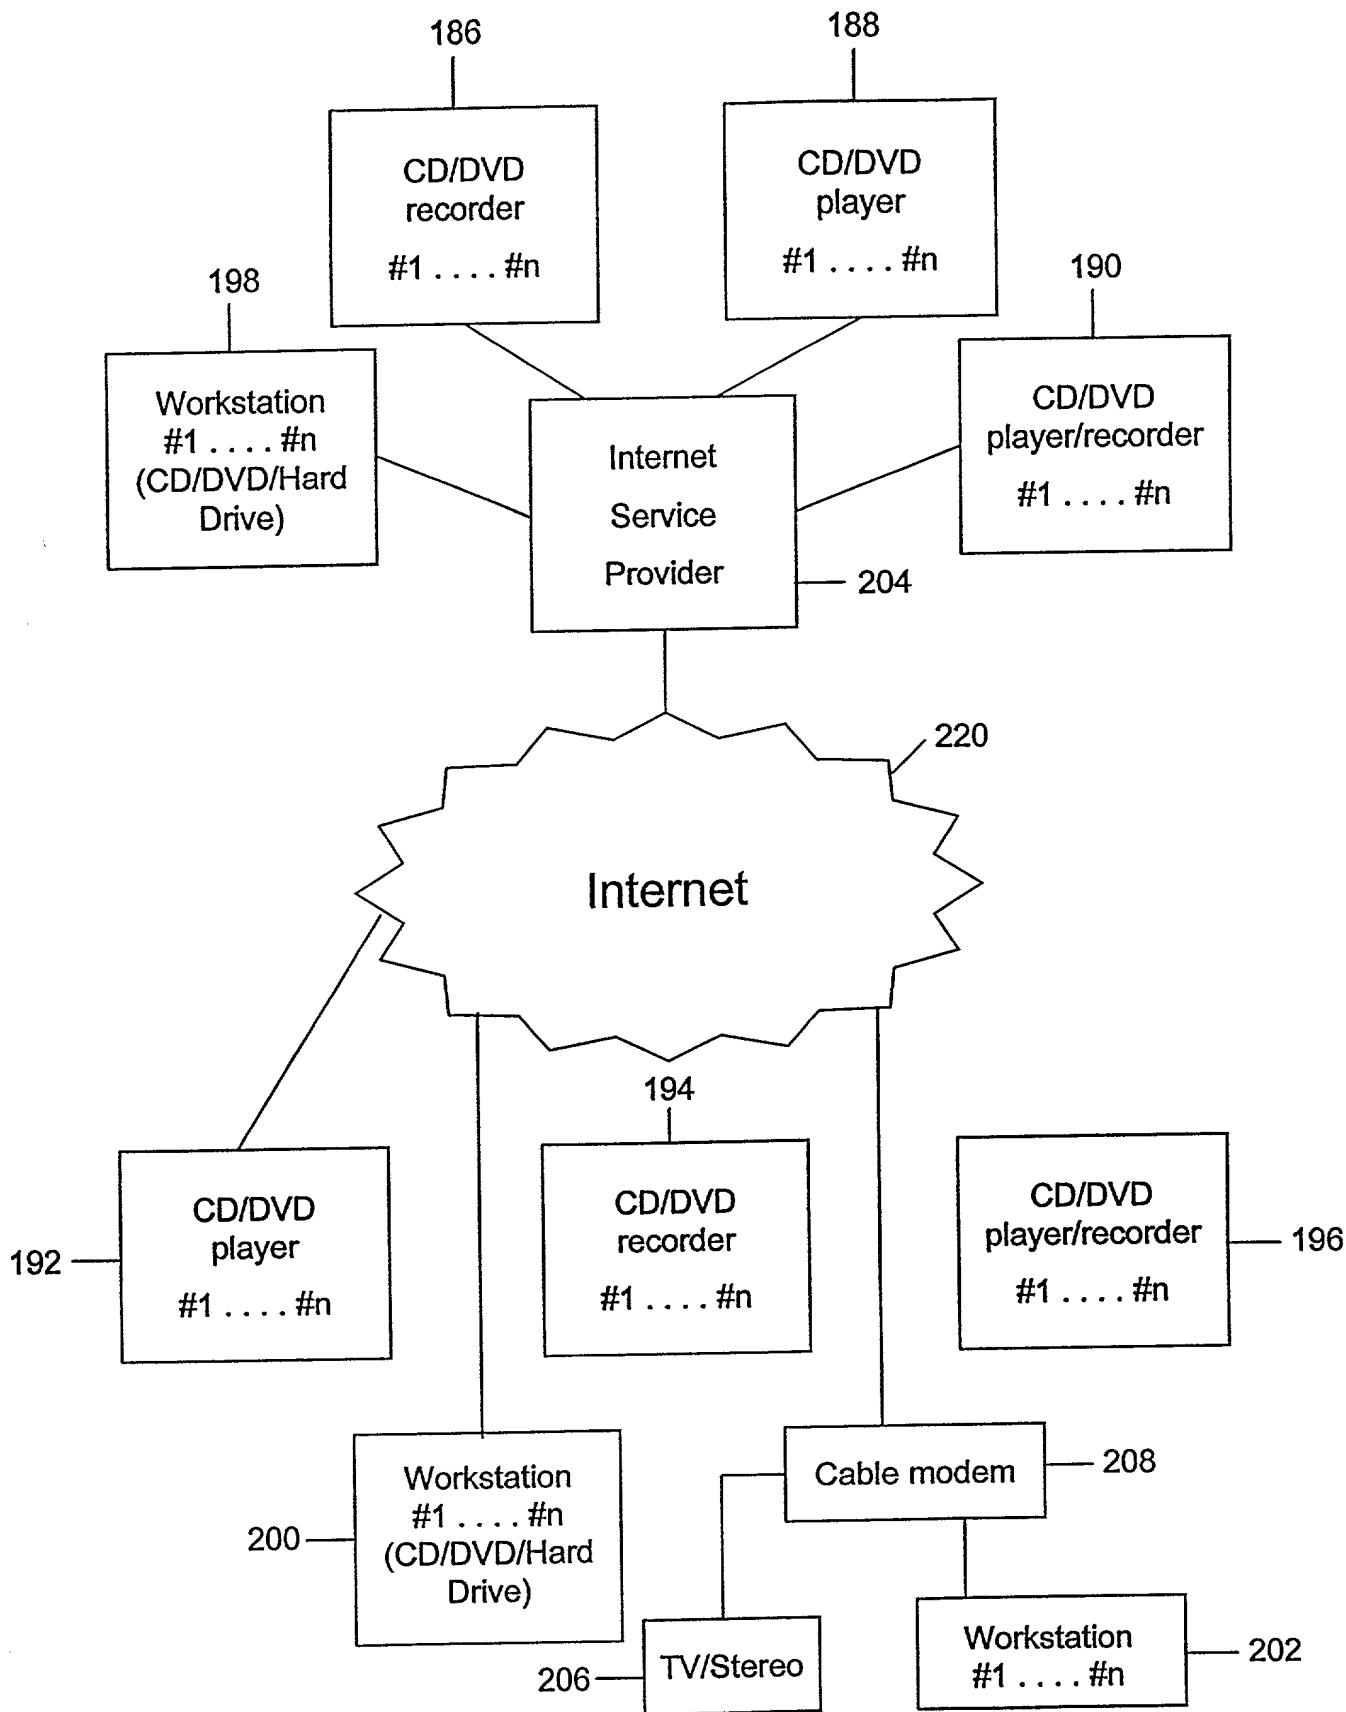 186
188
CD/DVD
recorder
#1 . . . . #n
CD/DVD
player
#1 . . . . #n
198
190
Workstation
#1 . . . . #n
(CD/DVD/Hard
Drive)
Internet
Service
Provider
204
CD/DVD
player/recorder
#1 . . . . #n
220
Internet
194
192
CD/DVD
player
#1 . . . . #n
CD/DVD
recorder
#1 . . . . #n
CD/DVD
player/recorder
#1 . . . . #n
196
200
Workstation
#1 . . . . #n
(CD/DVD/Hard
Drive)
Cable modem
208
206
TV/Stereo
Workstation
#1 . . . . #n
202